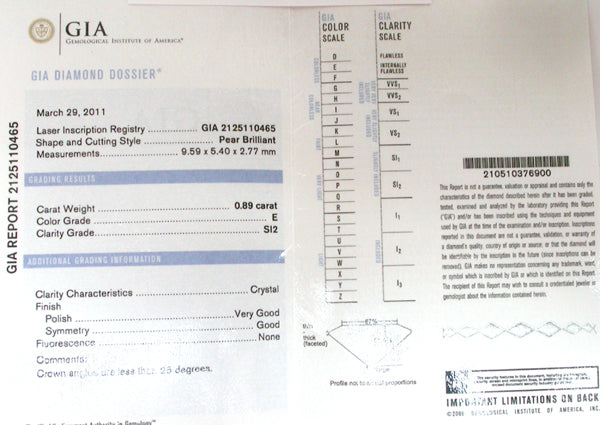 GIA
GEMOLOGICAL INSTITUTE OF AMERICA®
GIA DIAMOND DOSSIER®
March 29, 2011
Laser Inscription Registry .................. GIA 2125110465
Shape and Cutting Style .................. Pear Brilliant
Measurements .................. 9.59 x 5.40 x 2.77 mm
GRADING RESULTS
Carat Weight .................. 0.89 carat
Color Grade .................. E
Clarity Grade .................. SI2
ADDITIONAL GRADING INFORMATION
Clarity Characteristics .................. Crystal
Finish
Polish .................. Very Good
Symmetry .................. Good
Fluorescence .................. None
Comments:
Crown angles are less than 25 degrees.
GIA REPORT 2125110465
GIA
COLOR
SCALE
D
E
F
G
H
I
J
K
L
M
N
O
P
Q
R
S
T
U
V
W
X
Y
Z
GIA
CLARITY
SCALE
FLAWLESS
INTERNALLY
FLAWLESS
VVS1
VVS2
VS1
VS2
SI1
SI2
I1
I2
I3
67%
thick
(faceted)
Profile not to actual proportions
210510376900
This Report is not a guarantee, valuation or appraisal and contains only the
characteristics of the diamond described herein after it has been graded,
tested, examined and analyzed by the laboratory providing this Report
("GIA") and/or has been inscribed using the techniques and equipment
used by GIA at the time of the examination and/or inscription. Inscriptions
reported in this document are not a guarantee, validation, or warranty of
a diamond's quality, country of origin, or source, or that the diamond will
be identifiable by the inscription in the future (since inscriptions can be
removed). GIA makes no representation concerning any trademark, word,
or symbol which is inscribed by GIA or which is identified on this Report.
The recipient of this Report may wish to consult a credentialed jeweler or
gemologist about the information contained herein.
IMPORTANT LIMITATIONS ON BACK
GEMOLOGICAL INSTITUTE OF AMERICA, INC.